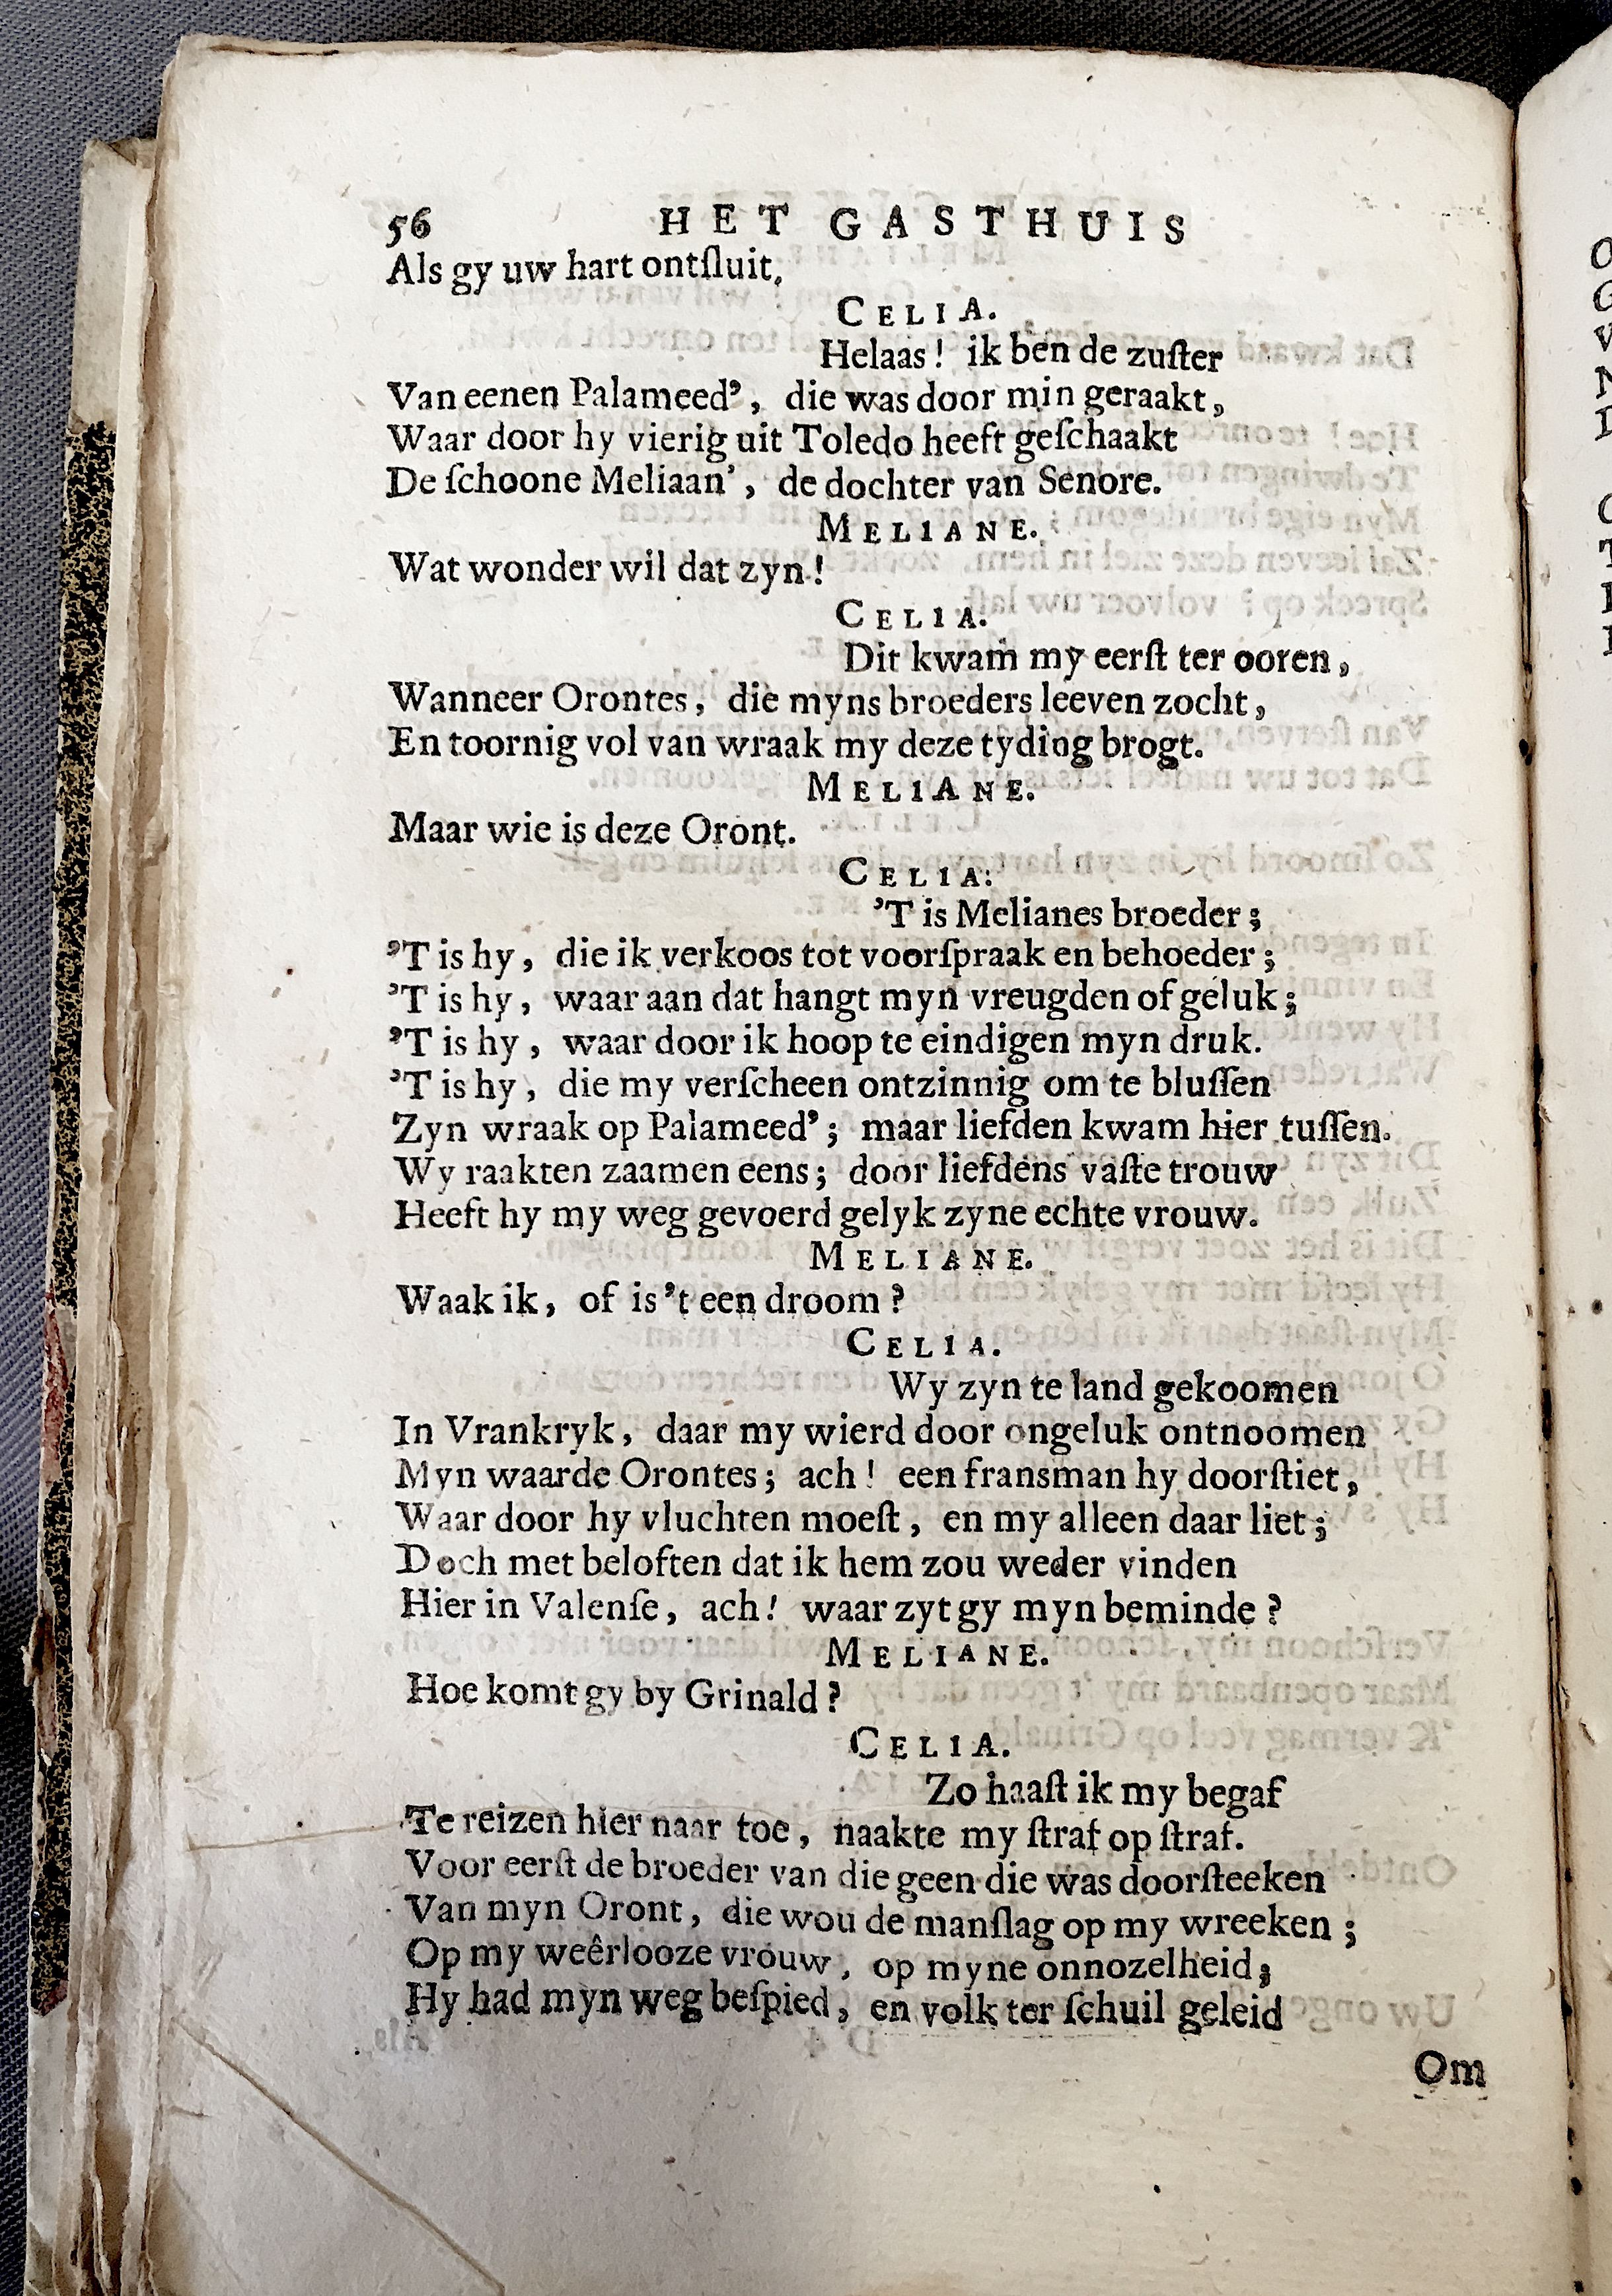 56 HET GASTHUIS
Als gy uw hart ontſluit.
CELIA.
Helaas! ik ben de zuſter
Van eenen Palameed’, die was door min geraakt,
Waar door hy vierig uit Toledo heeft geſchaakt
De ſchoone Meliaan’, de dochter van Senore.
MELIANE.
Wat wonder wil dat zyn!
CELIA.
Dit kwam my eerſt ter ooren,
Wanneer Orontes, die myns broeders leeven zocht,
En toornig vol van wraak my deze tyding brogt.
MELIANE.
Maar wie is deze Oront.
CELIA:
’T is Melianes broeder;
’T is hy, die ik verkoos tot voorſpraak en behoeder;
’T is hy, waar aan dat hangt myn vreugden of geluk;
’T is hy, waar door ik hoop te eindigen myn druk.
’T is hy, die my verſcheen ontzinnig om te bluſſen
Zyn wraak op Palameed’; maar liefden kwam hier tuſſen.
Wy raakten zaamen eens; door liefdens vaſte trouw
Heeft hy my weg gevoerd gelyk zyne echte vrouw.
MELIANE.
Waak ik, of is ’t een droom?
CELIA.
Wy zyn te land gekoomen
In Vrankryk, daar my wierd door ongeluk ontnoomen
Myn waarde Orontes; ach! een fransman hy doorſtiet,
Waar door hy vluchten moeſt, en my alleen daar liet;
Doch met beloften dat ik hem zou weder vinden
Hier in Valenſe, ach! waar zyt gy myn beminde?
MELIANE.
Hoe komt gy by Grinald?
CELIA.
Zo haaſt ik my begaf
Te reizen hier naar toe, naakte my ſtraf op ſtraf.
Voor eerſt de broeder van die geen die was doorſteeken
Van myn Oront, die wou de manſlag op my wreeken;
Op my weêrlooze vrouw, op myne onnozelheid;
Hy had myn weg beſpied, en volk ter ſchuil geleid
Om